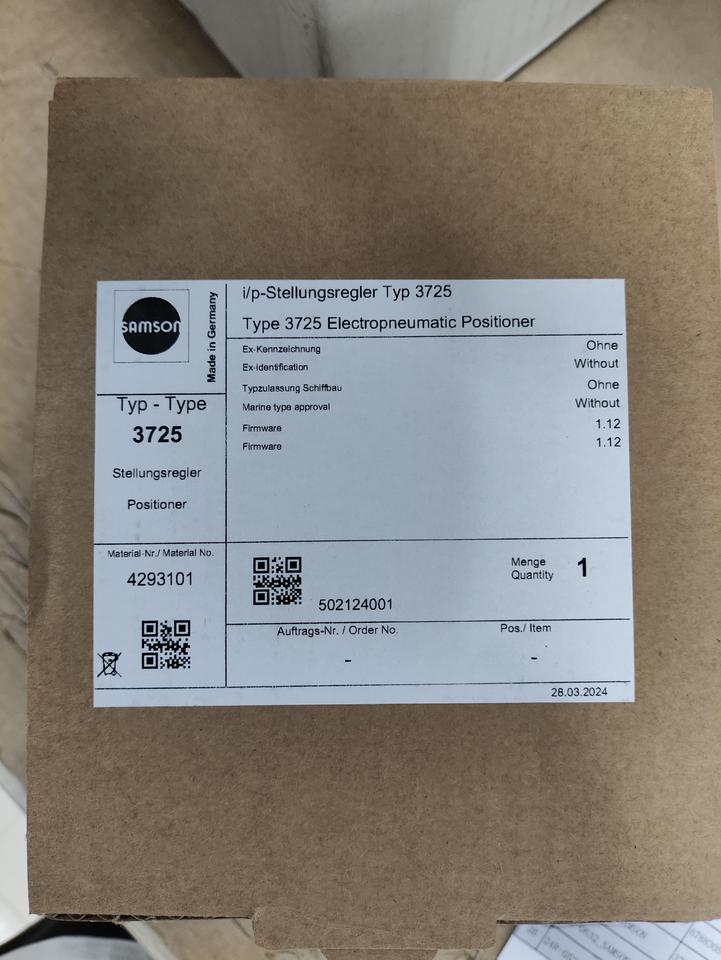 i/p-Stellungsregler Typ 3725
Type 3725 Electropneumatic Positioner
SAMSON
Made in Germany
Ex-Kennzeichnung Ohne
Ex-Identification Without
Typzulassung Schiffbau Ohne
Marine type approval Without
Firmware 1.12
Firmware 1.12
Typ - Type
3725
Stellungsregler
Positioner
Material-Nr./ Material No.
4293101
502124001
Menge
Quantity 1
Auftrags-Nr. / Order No. Pos./ Item
- -
28.03.2024